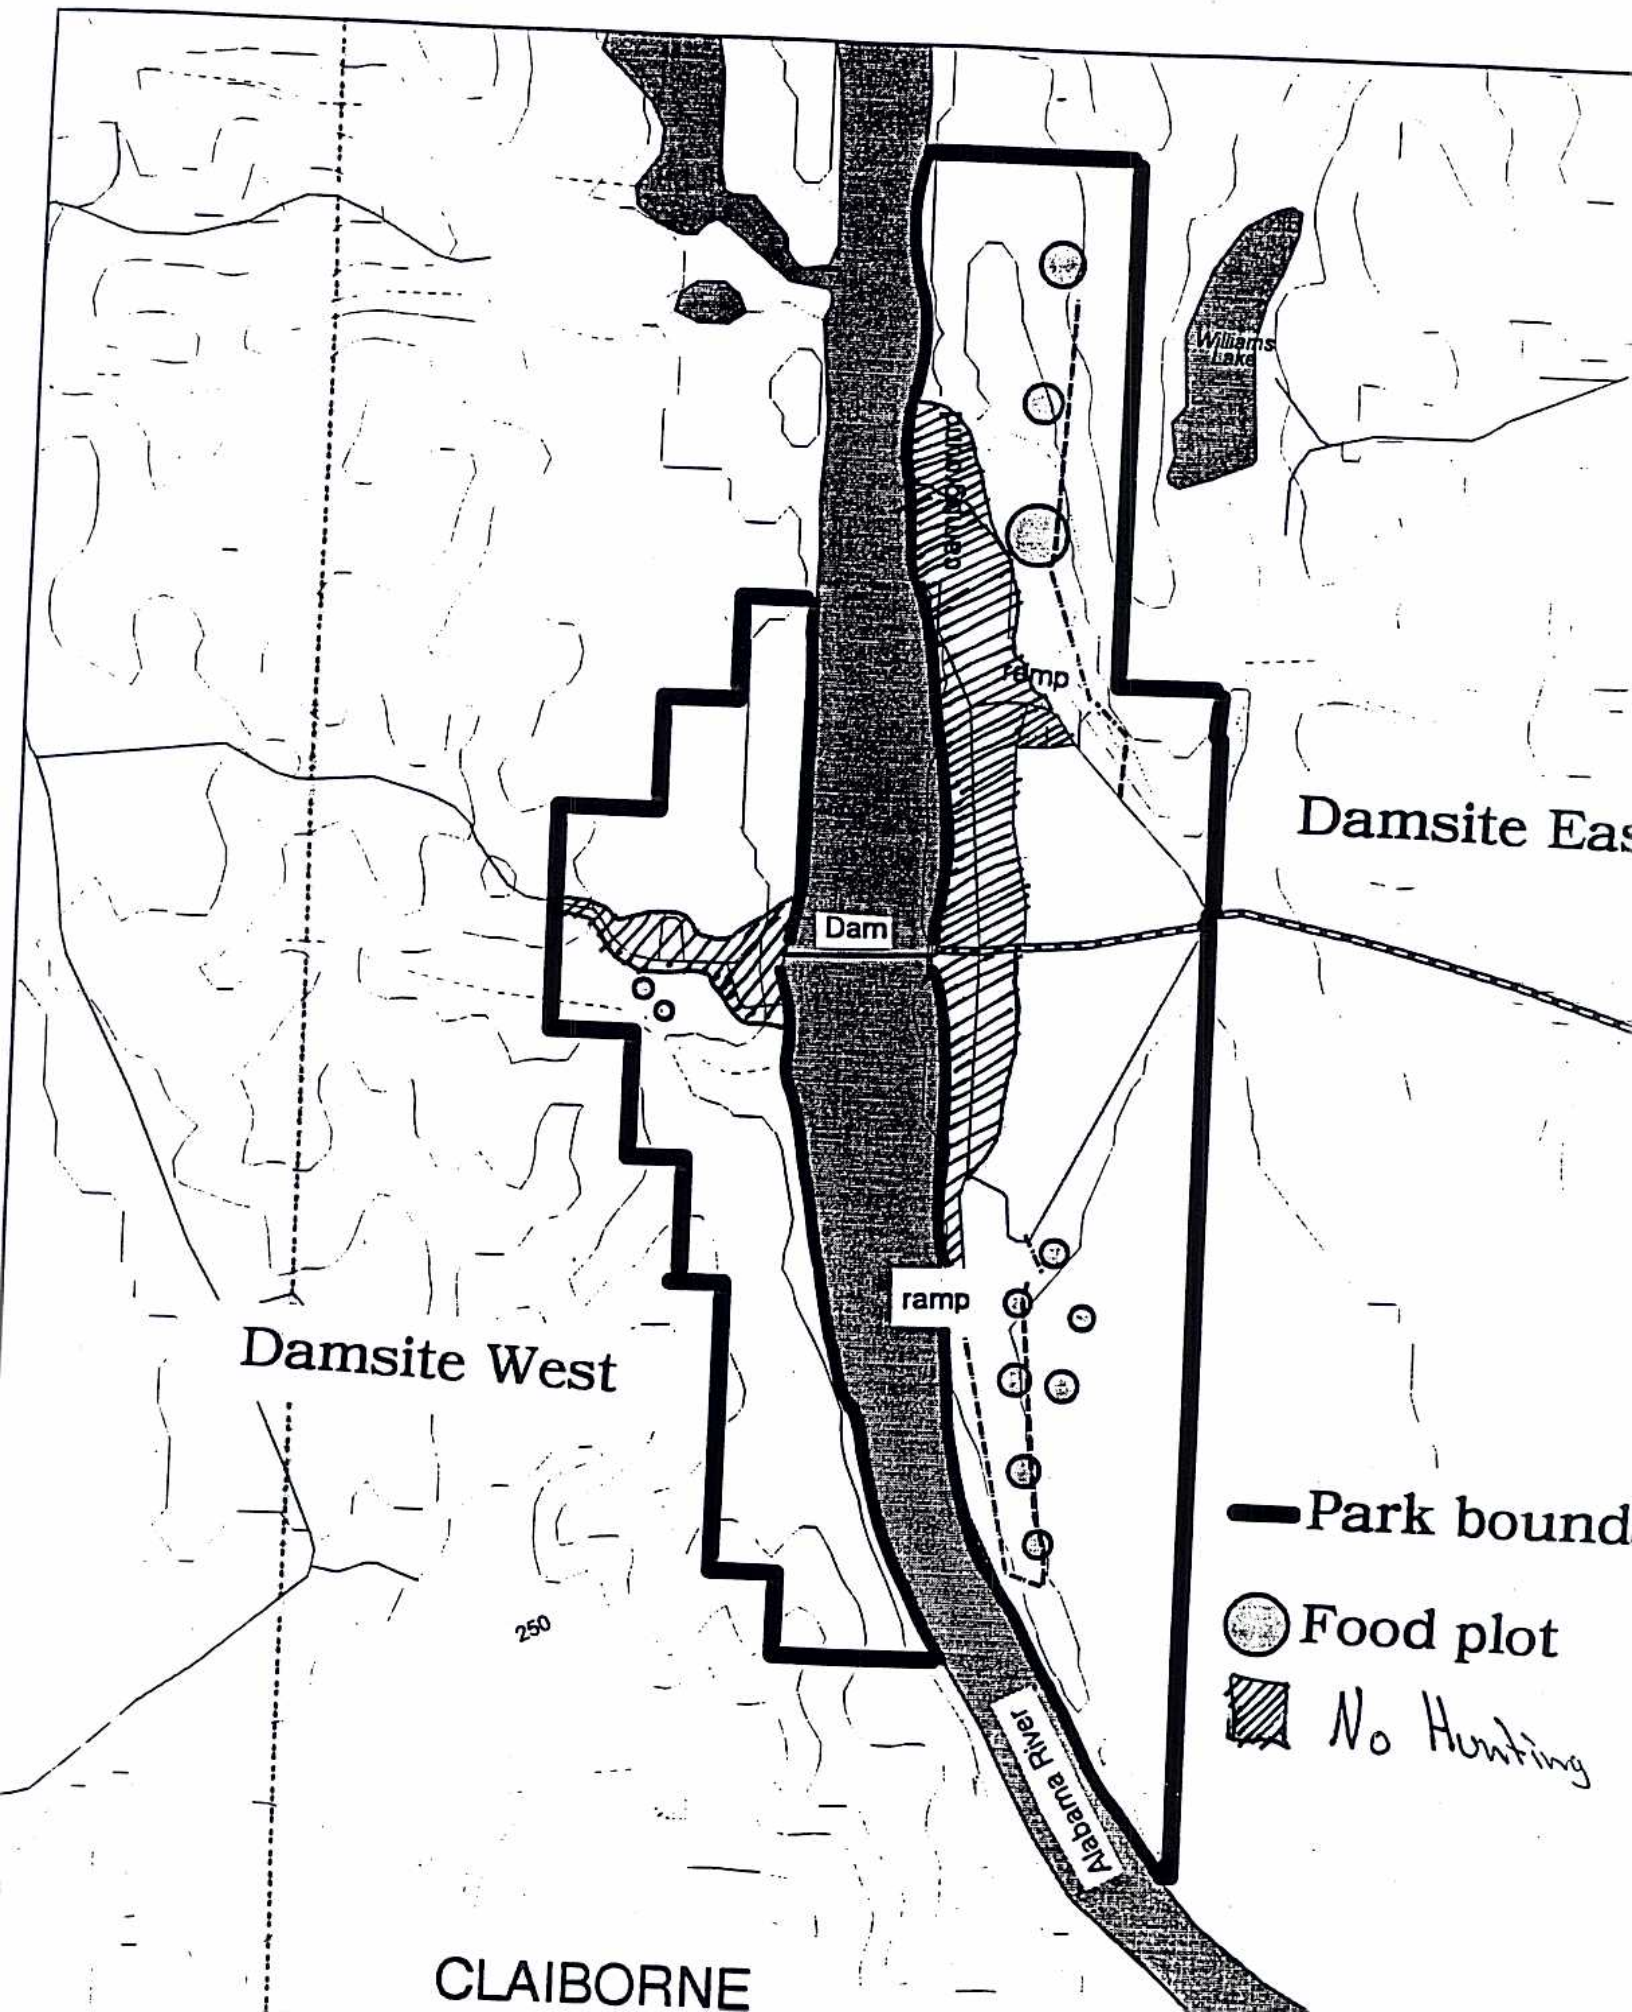 Williams
Lake
ramp
Damsite Eas
Dam
ramp
Damsite West
Park bound
Food plot
250
No Hunting
Alabama River
CLAIBORNE